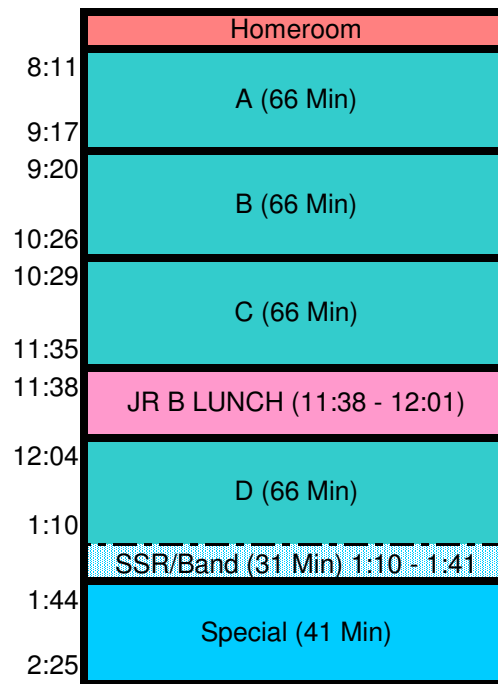 Homeroom
8:11
A (66 Min)
9:17
9:20
B (66 Min)
10:26
10:29
C (66 Min)
11:35
11:38
JR B LUNCH (11:38 - 12:01)
12:04
D (66 Min)
1:10
SSR/Band (31 Min) 1:10 - 1:41
1:44
Special (41 Min)
2:25